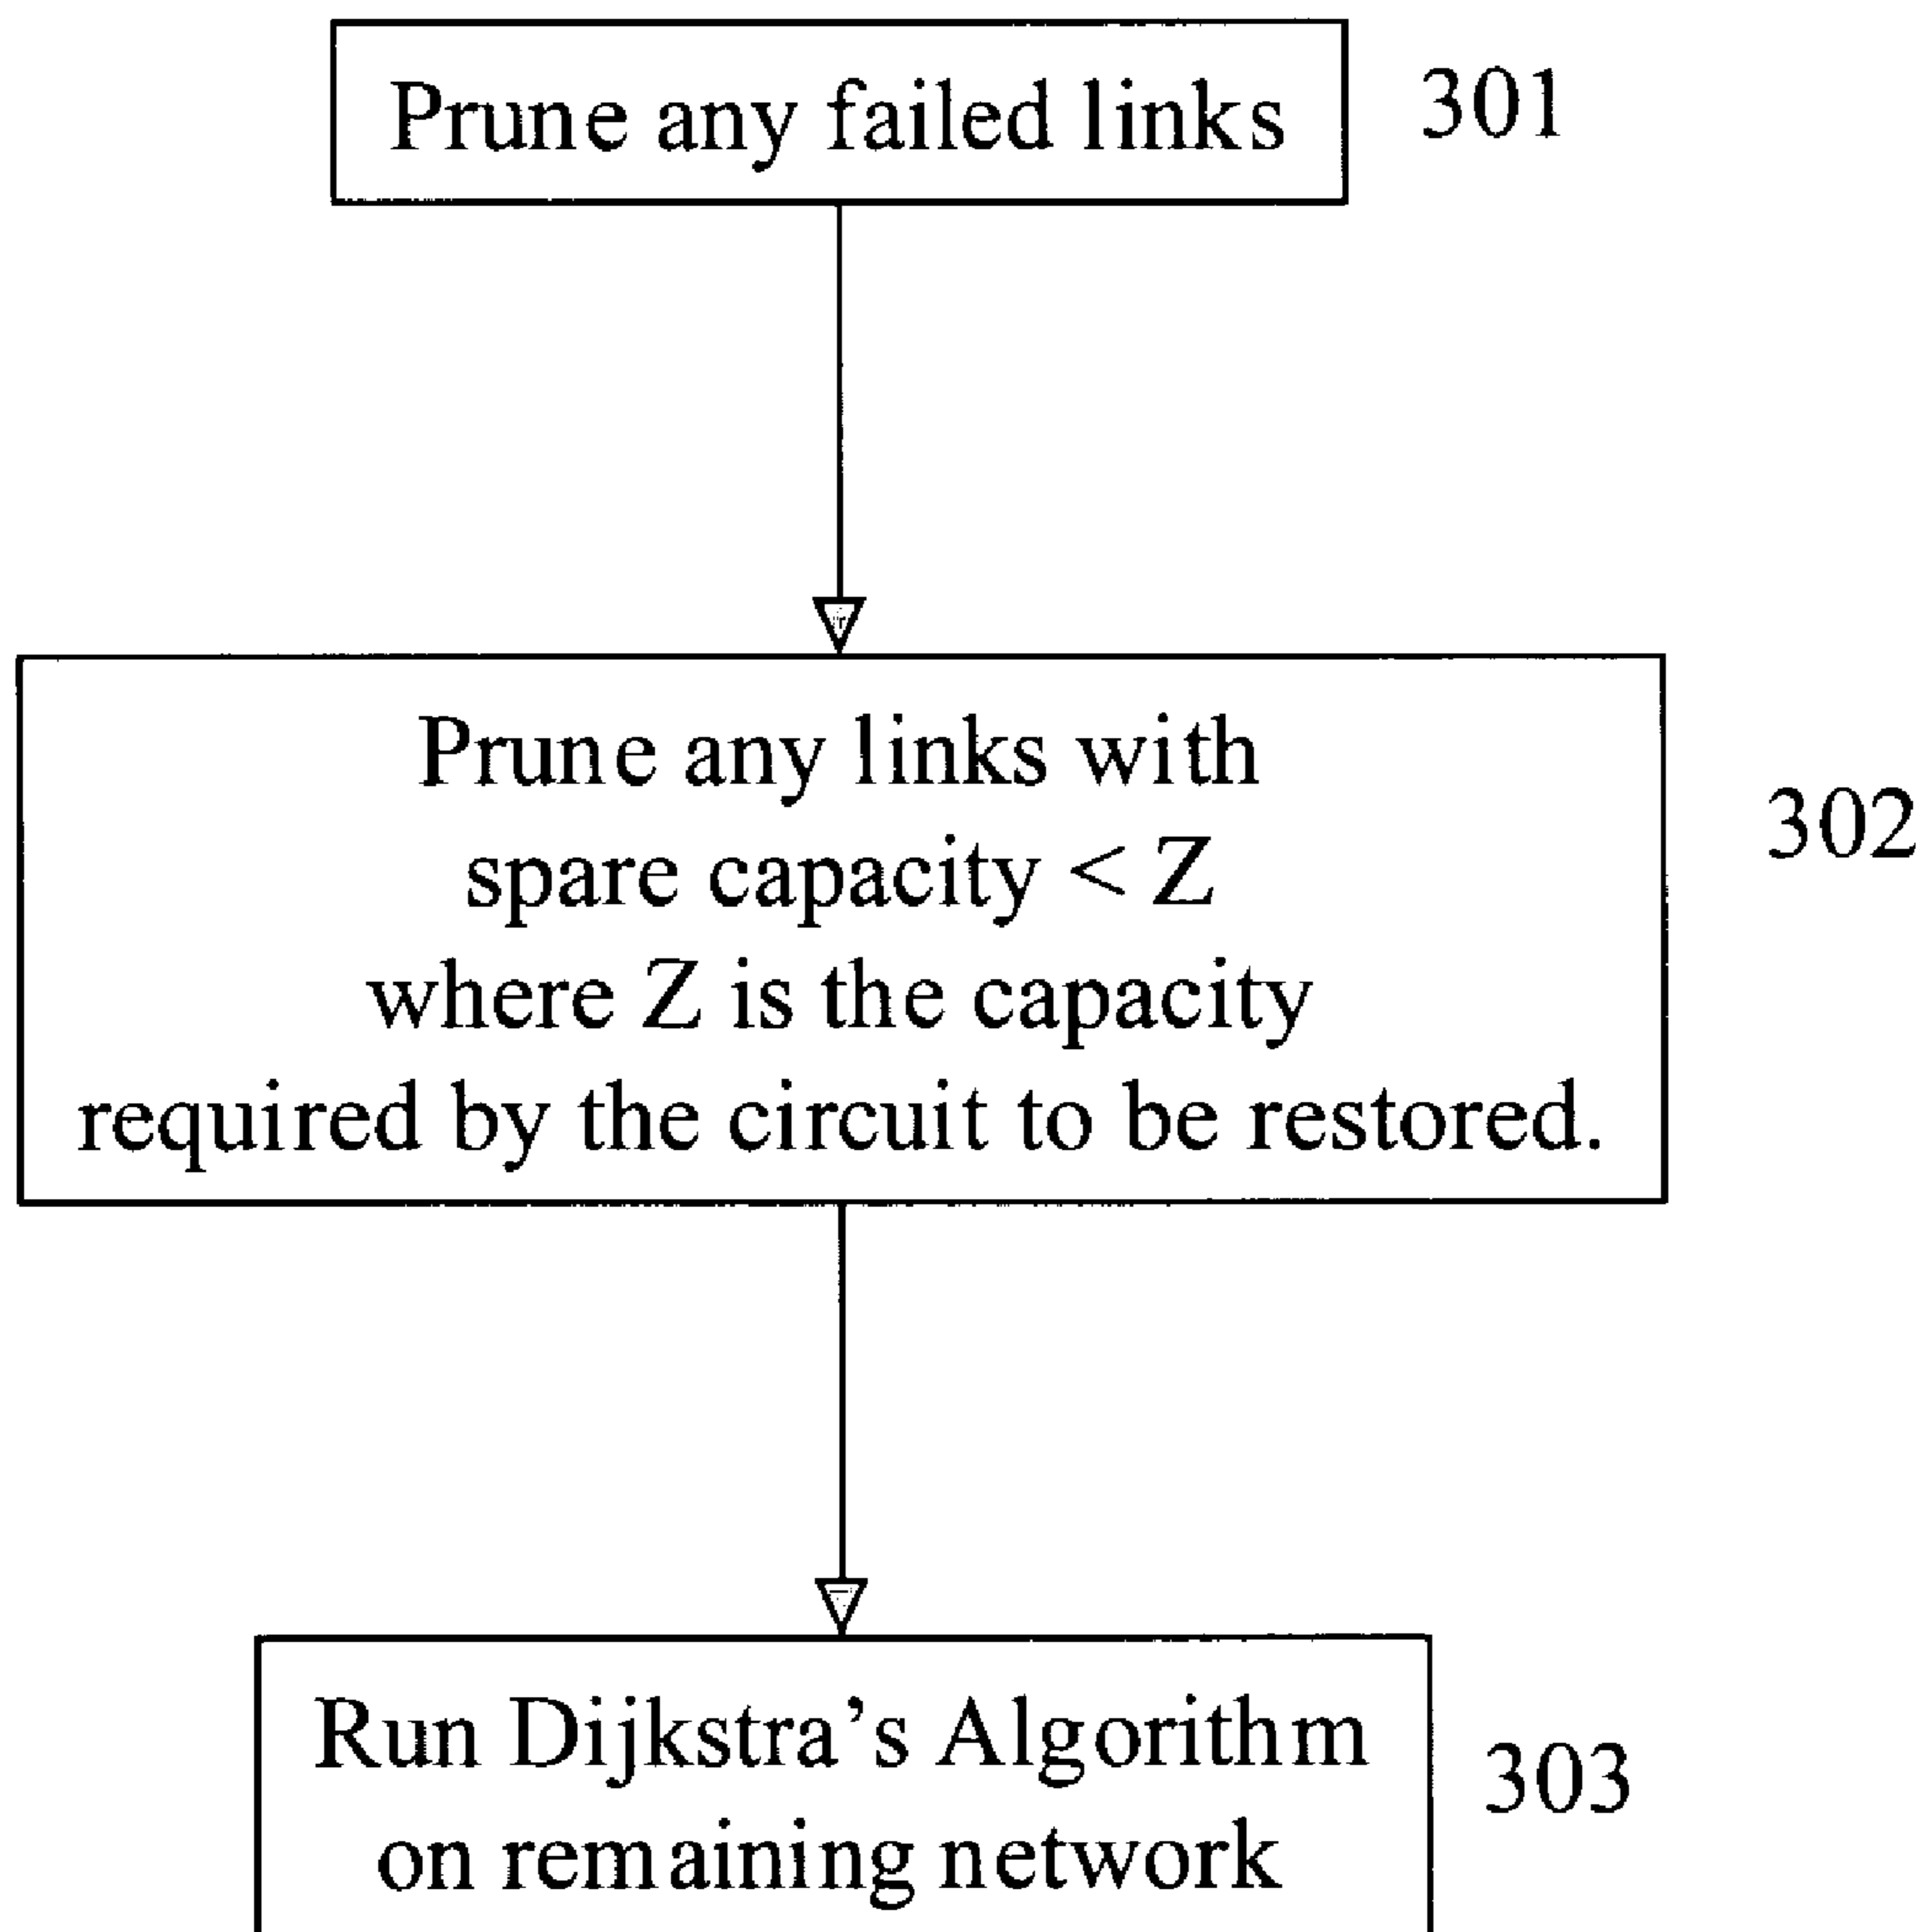 Prune any failed links
301
Prune any links with
spare capacity < Z
where Z is the capacity
required by the circuit to be restored.
302
Run Dijkstra's Algorithm
on remaining network
303